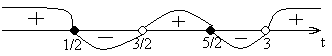 + − + − +
1/2 3/2 5/2 3 t